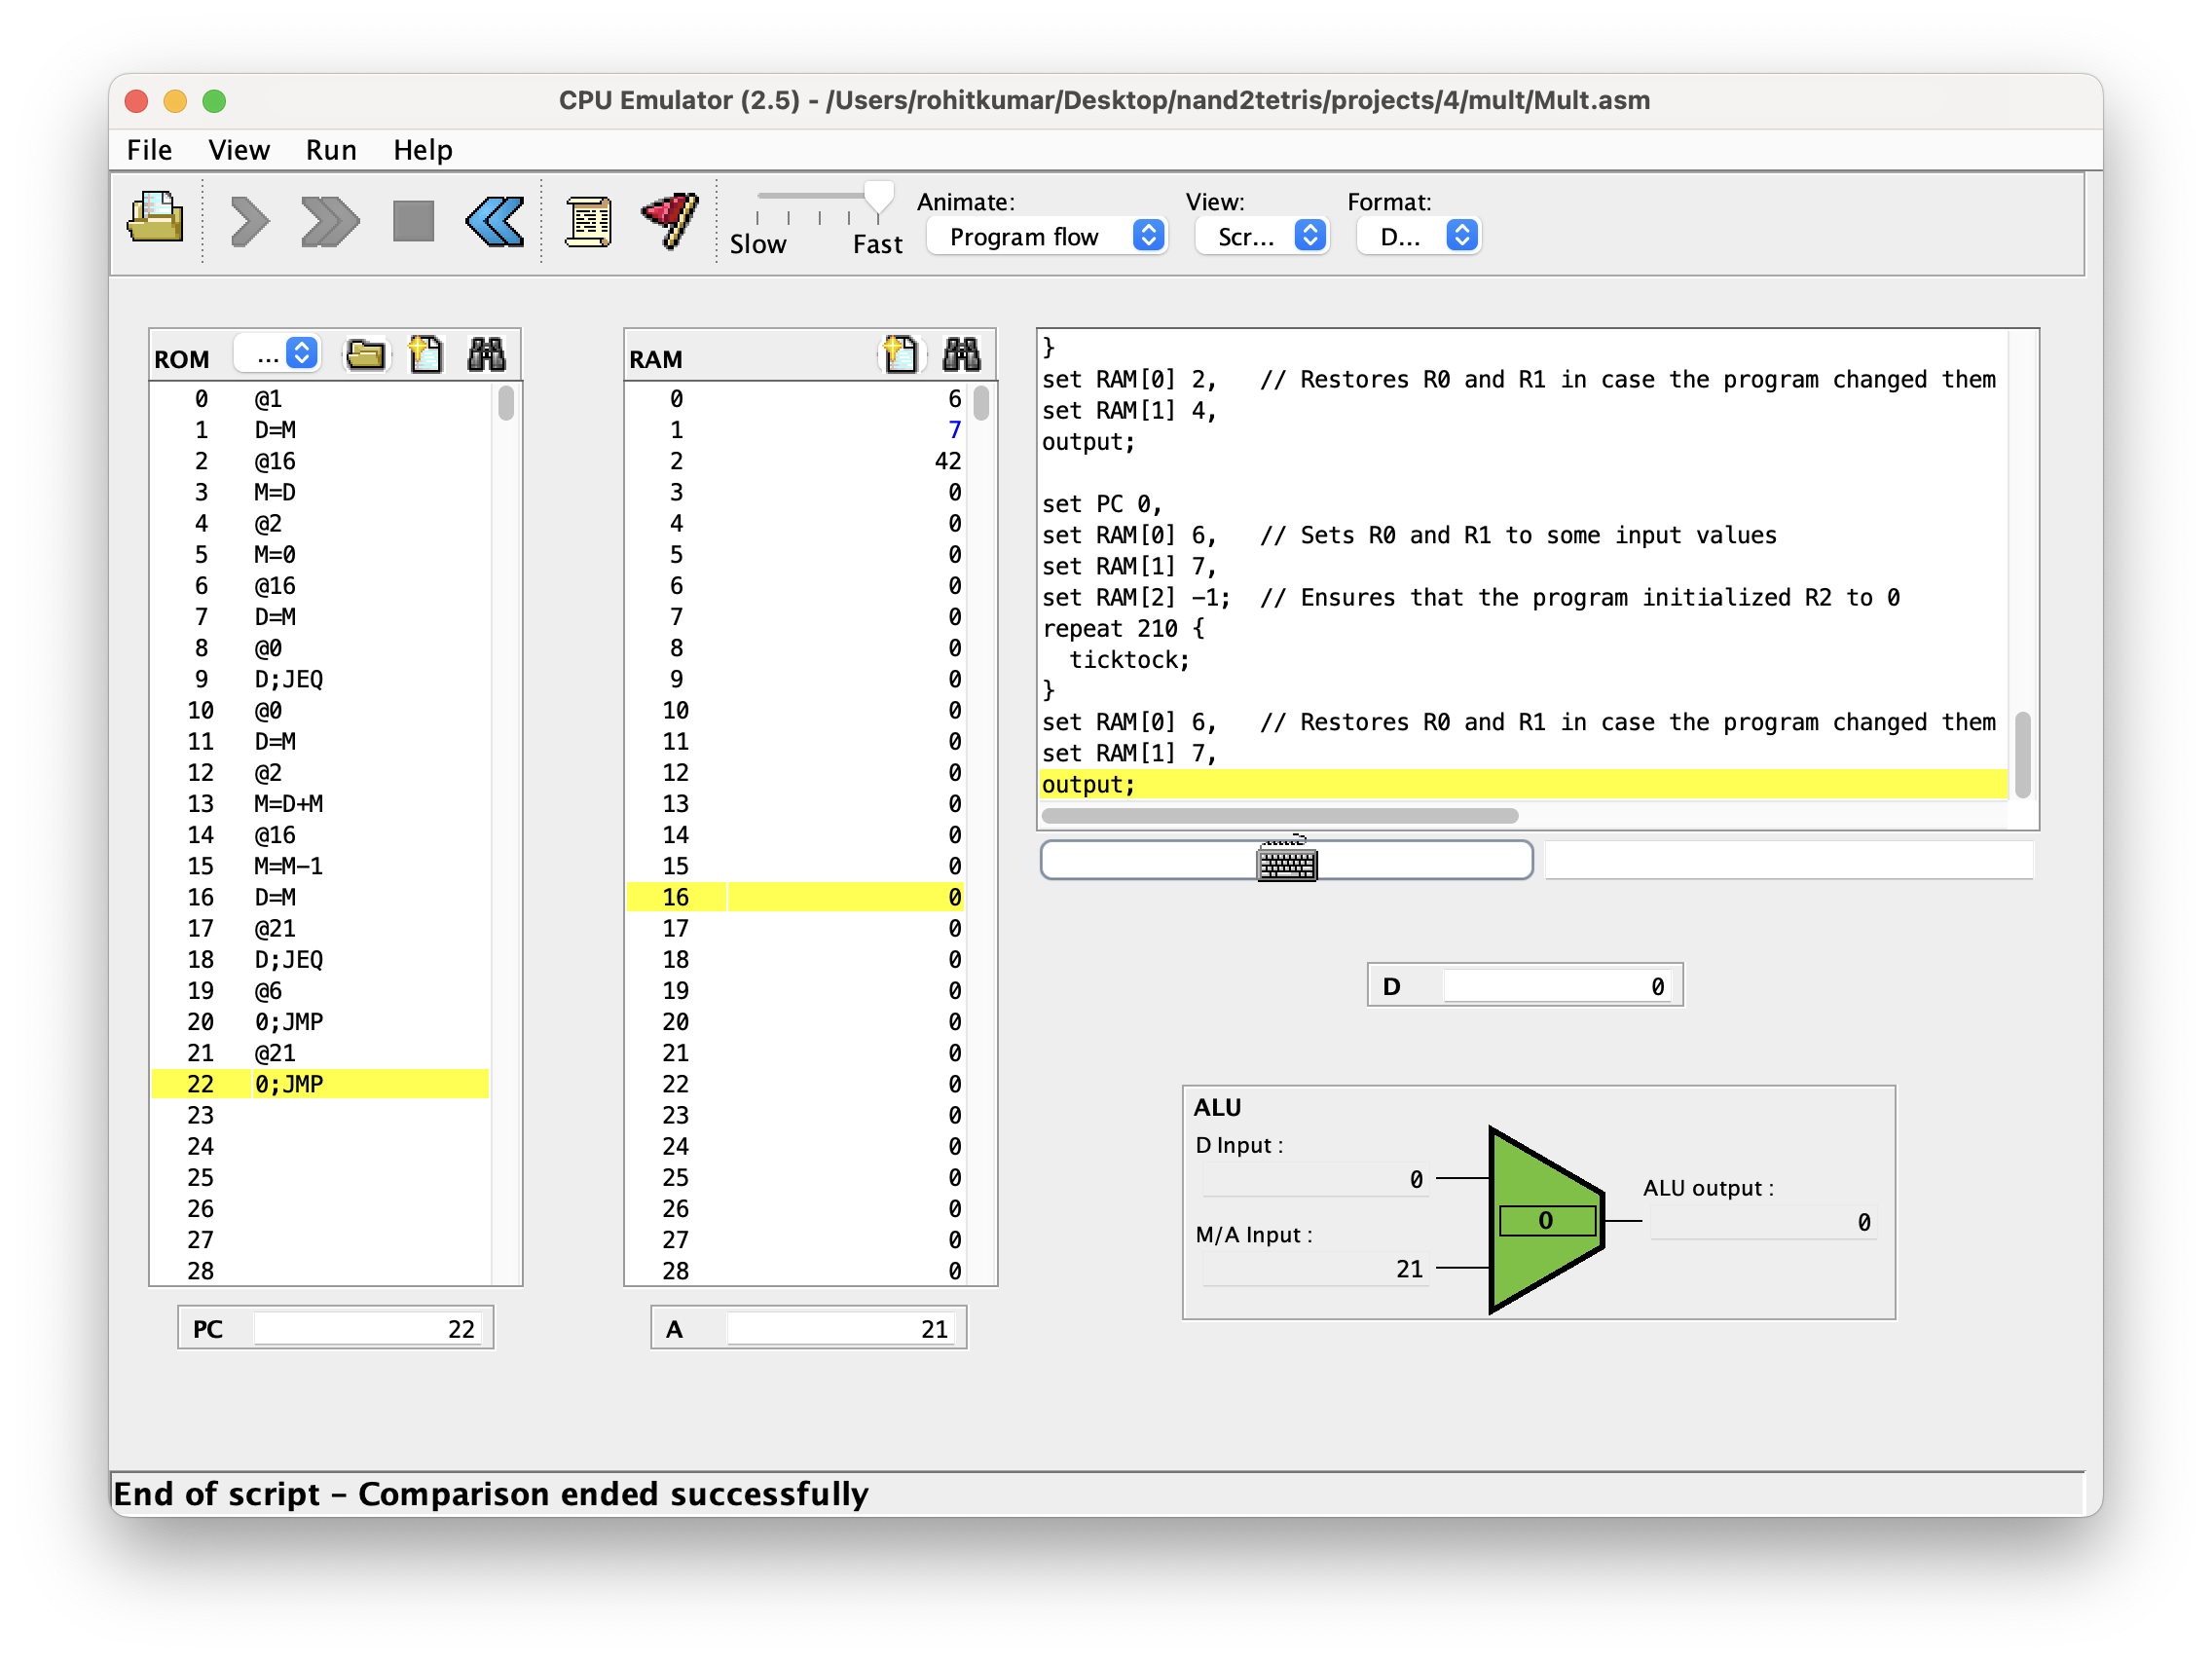 CPU Emulator (2.5) - /Users/rohitkumar/Desktop/nand2tetris/projects/4/mult/Mult.asm
File View Run Help
Slow Fast
Animate:
Program flow
View:
Scr...
Format:
D...
ROM ...
0 @1
1 D=M
2 @16
3 M=D
4 @2
5 M=0
6 @16
7 D=M
8 @0
9 D;JEQ
10 @0
11 D=M
12 @2
13 M=D+M
14 @16
15 M=M-1
16 D=M
17 @21
18 D;JEQ
19 @6
20 0;JMP
21 @21
22 0;JMP
23
24
25
26
27
28
PC 22
RAM
0 6
1 7
2 42
3 0
4 0
5 0
6 0
7 0
8 0
9 0
10 0
11 0
12 0
13 0
14 0
15 0
16 0
17 0
18 0
19 0
20 0
21 0
22 0
23 0
24 0
25 0
26 0
27 0
28 0
A 21
}
set RAM[0] 2, // Restores R0 and R1 in case the program changed them
set RAM[1] 4,
output;
set PC 0,
set RAM[0] 6, // Sets R0 and R1 to some input values
set RAM[1] 7,
set RAM[2] -1; // Ensures that the program initialized R2 to 0
repeat 210 {
ticktock;
}
set RAM[0] 6, // Restores R0 and R1 in case the program changed them
set RAM[1] 7,
output;
D 0
ALU
D Input :
0
M/A Input :
21
0
ALU output :
0
End of script - Comparison ended successfully